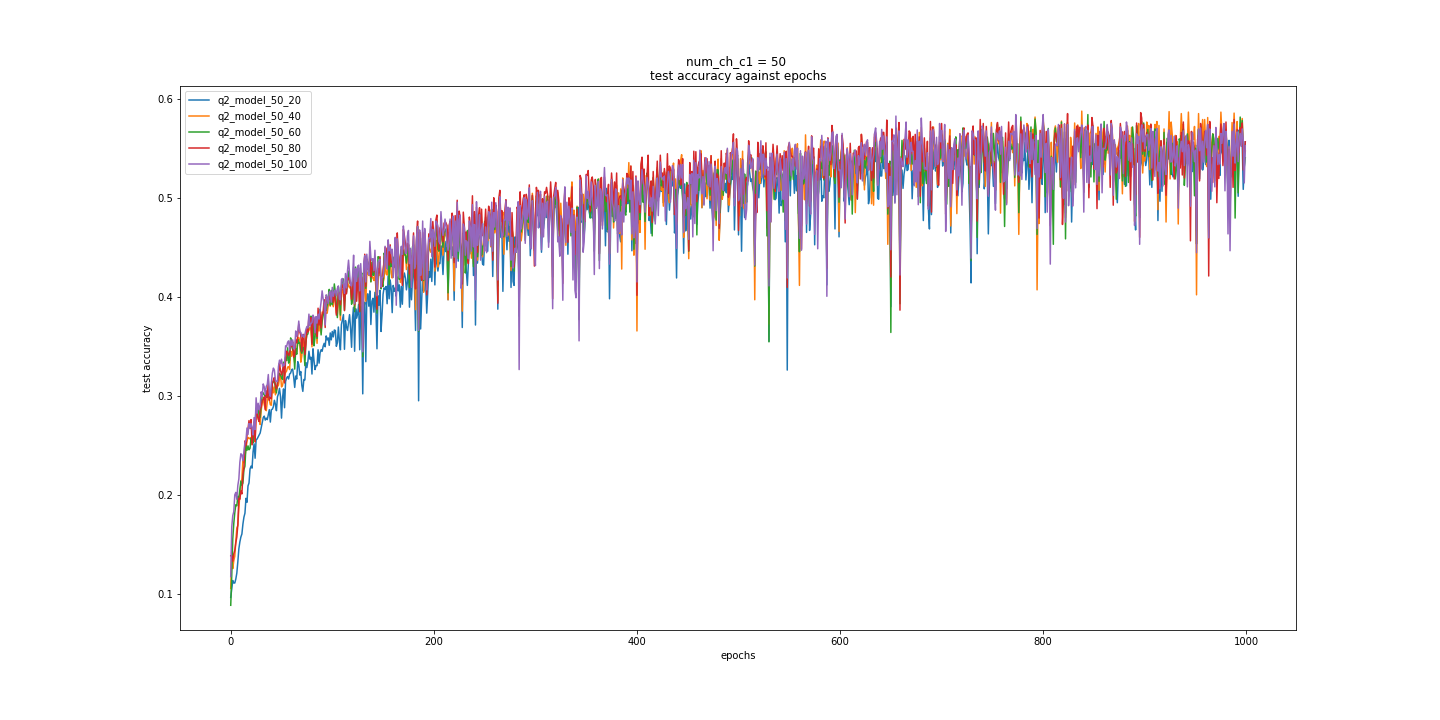 num_ch_c1 = 50
test accuracy against epochs
q2_model_50_20
q2_model_50_40
q2_model_50_60
q2_model_50_80
q2_model_50_100
0.6
0.5
0.4
0.3
0.2
0.1
test accuracy
0 200 400 600 800 1000
epochs